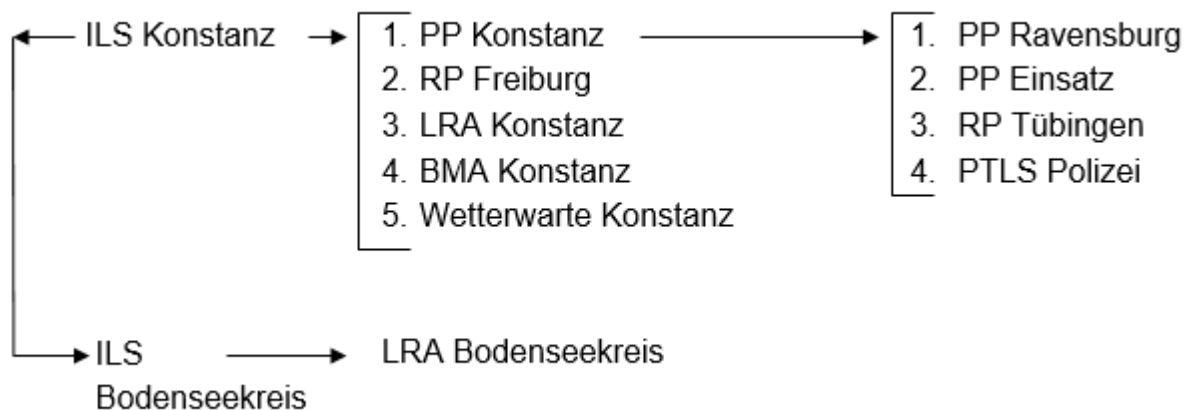 ILS Konstanz
1. PP Konstanz
2. RP Freiburg
3. LRA Konstanz
4. BMA Konstanz
5. Wetterwarte Konstanz
1. PP Ravensburg
2. PP Einsatz
3. RP Tübingen
4. PTLS Polizei
ILS
Bodenseekreis
LRA Bodenseekreis